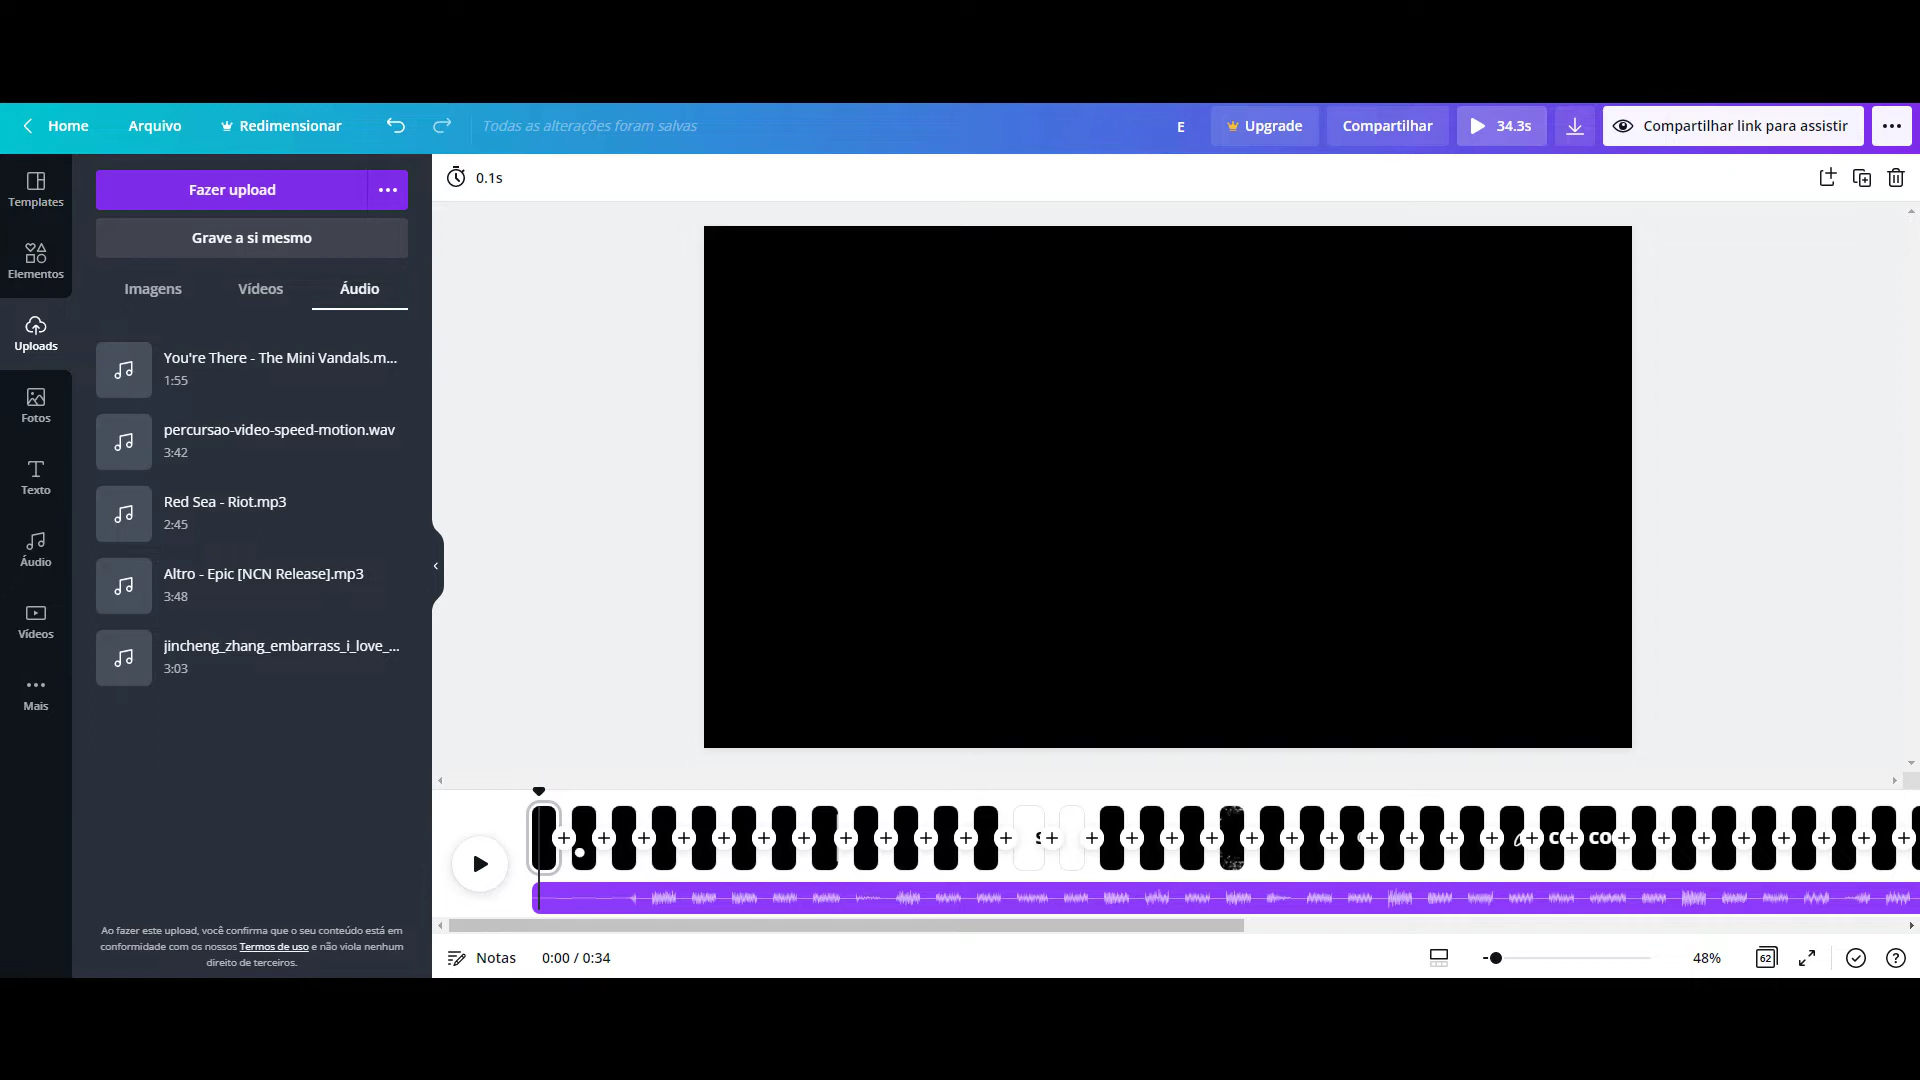 Home
Arquivo
Redimensionar
Todas as alterações foram salvas
E
Upgrade
Compartilhar
34.3s
Compartilhar link para assistir
Templates
Elementos
Uploads
Fotos
Texto
Áudio
Vídeos
Mais
Fazer upload
Grave a si mesmo
Imagens
Vídeos
Áudio
You're There - The Mini Vandals.m...
1:55
percursao-video-speed-motion.wav
3:42
Red Sea - Riot.mp3
2:45
Altro - Epic [NCN Release].mp3
3:48
jincheng_zhang_embarrass_i_love_...
3:03
Ao fazer este upload, você confirma que o seu conteúdo está em
conformidade com os nossos Termos de uso e não viola nenhum
direito de terceiros.
0.1s
co
Notas
0:00 / 0:34
48%
62